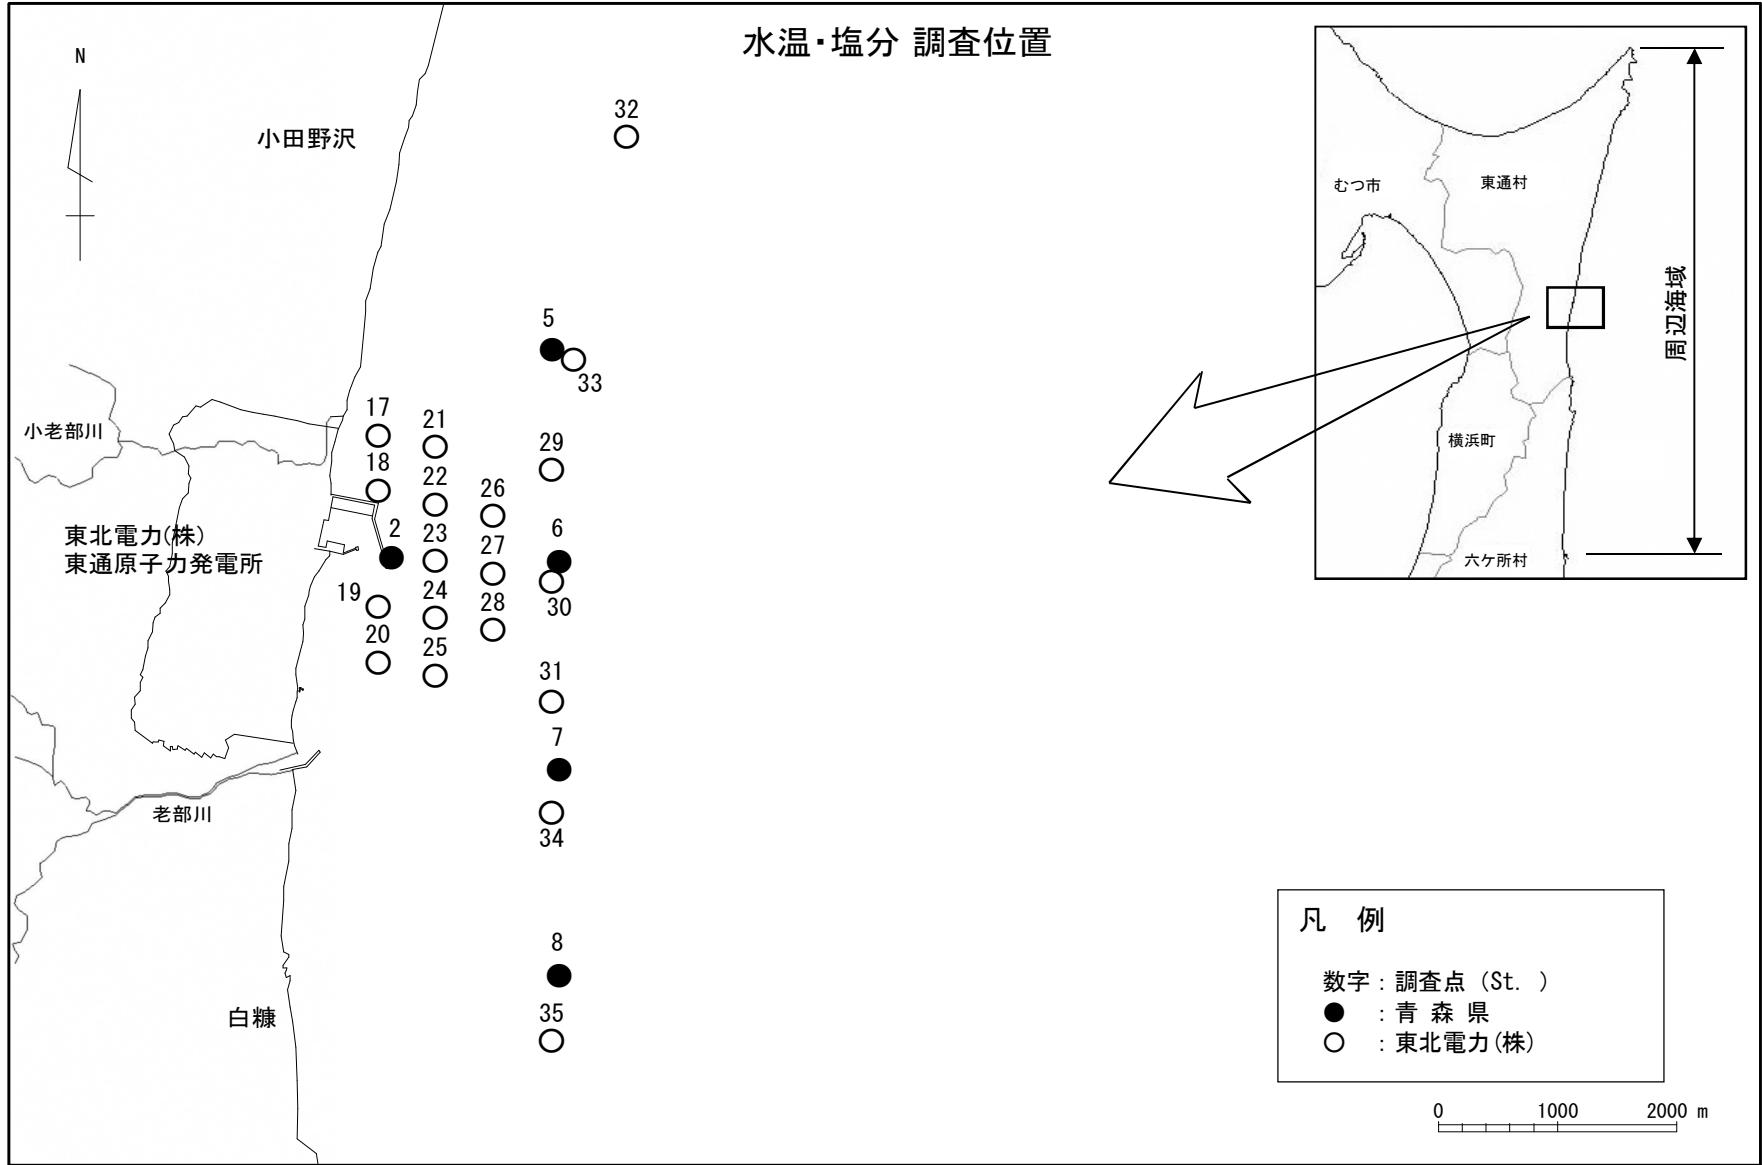 水温・塩分 調査位置
N
小田野沢
32
5
33
小老部川
17
21
29
18
22
26
東北電力(株)
東通原子力発電所
2
23
6
27
19
24
28
30
20
25
31
7
老部川
34
8
白糠
35
むつ市
東通村
周辺海域
横浜町
六ケ所村
凡 例
数字：調査点（St. ）
● ：青 森 県
○ ：東北電力(株)
0 1000 2000 m